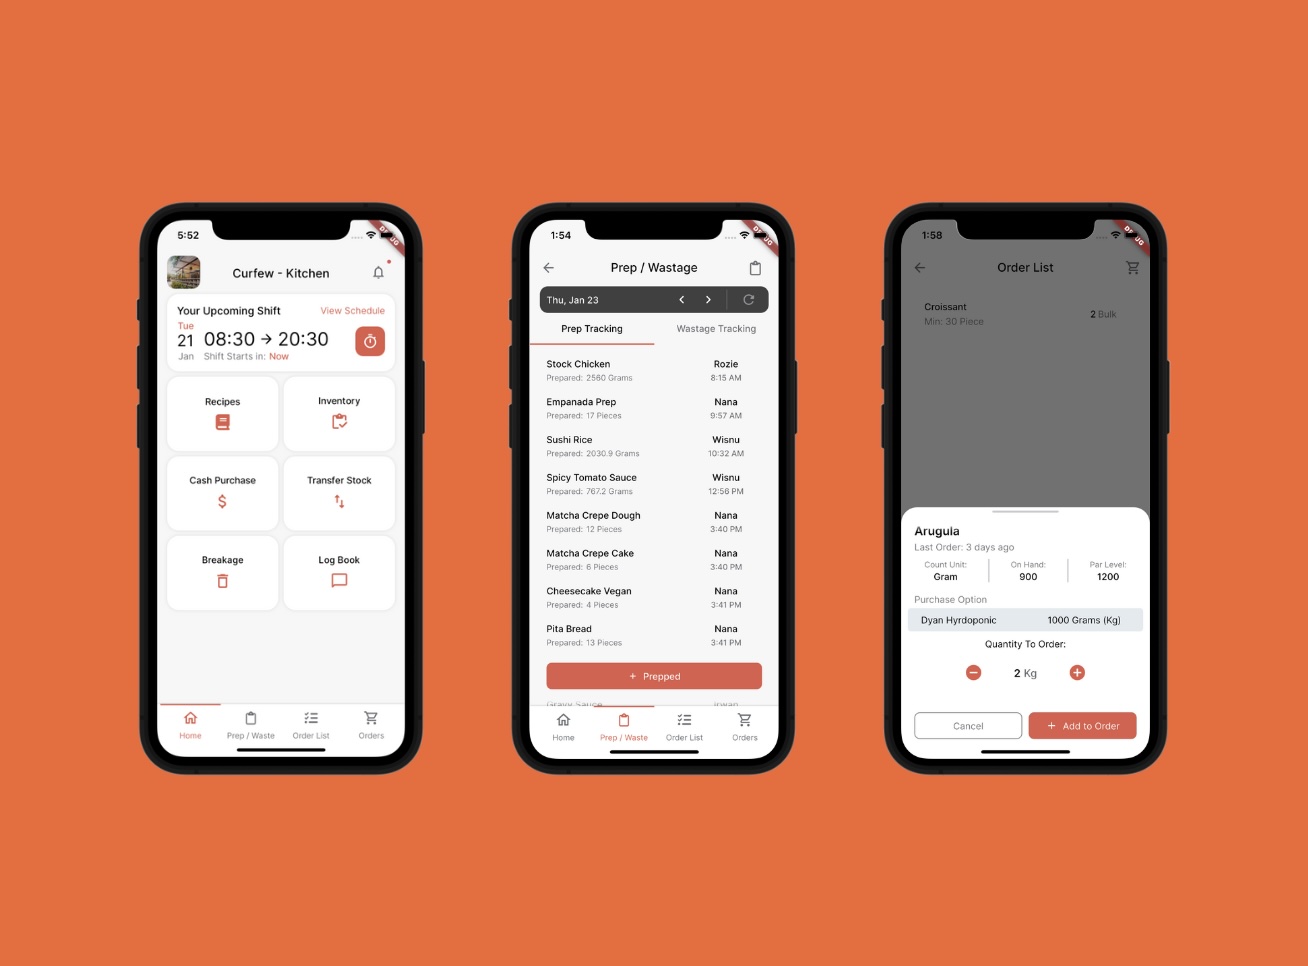 5:52
DEBUG
Curfew - Kitchen
Your Upcoming Shift
View Schedule
Tue
21
Jan
08:30 → 20:30
Shift Starts in: Now
Recipes
Inventory
Cash Purchase
Transfer Stock
Breakage
Log Book
Home
Prep / Waste
Order List
Orders
1:54
DEBUG
Prep / Wastage
Thu, Jan 23
Prep Tracking
Wastage Tracking
Stock Chicken
Rozie
Prepared: 2560 Grams
8:15 AM
Empanada Prep
Nana
Prepared: 17 Pieces
9:57 AM
Sushi Rice
Wisnu
Prepared: 2030.9 Grams
10:32 AM
Spicy Tomato Sauce
Wisnu
Prepared: 767.2 Grams
12:56 PM
Matcha Crepe Dough
Nana
Prepared: 12 Pieces
3:40 PM
Matcha Crepe Cake
Nana
Prepared: 6 Pieces
3:40 PM
Cheesecake Vegan
Nana
Prepared: 4 Pieces
3:41 PM
Pita Bread
Nana
Prepared: 13 Pieces
3:41 PM
+ Prepped
Gravy Sauce
Home
Prep / Waste
Order List
Orders
1:58
DEBUG
Order List
Croissant
Min: 30 Piece
2 Bulk
Arugula
Last Order: 3 days ago
Count Unit:
Gram
On Hand:
900
Par Level:
1200
Purchase Option
Dyan Hyrdoponic
1000 Grams (Kg)
Quantity To Order:
2 Kg
Cancel
+ Add to Order